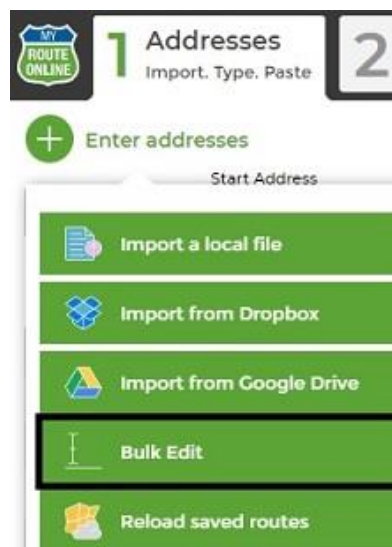 MY
ROUTE
ONLINE
1 Addresses 2
Import. Type. Paste
Enter addresses
Start Address
Import a local file
Import from Dropbox
Import from Google Drive
Bulk Edit
Reload saved routes